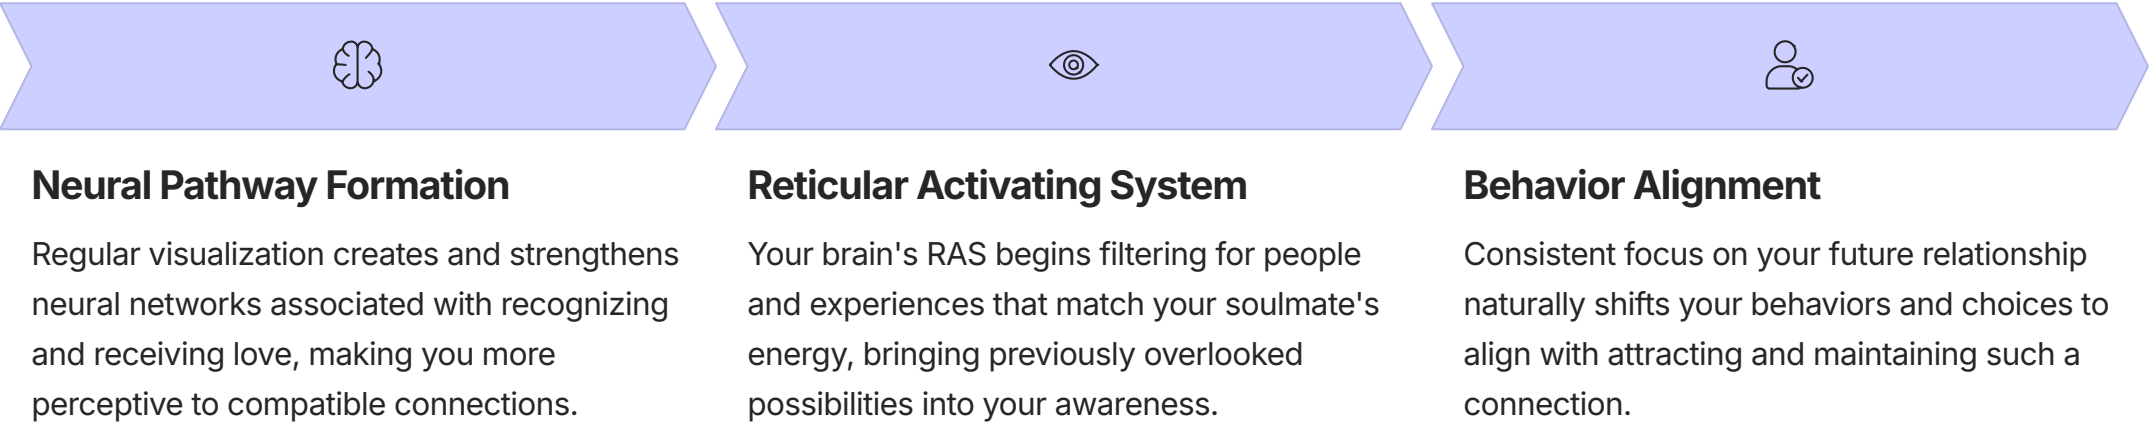 Neural Pathway Formation
Regular visualization creates and strengthens
neural networks associated with recognizing
and receiving love, making you more
perceptive to compatible connections.
Reticular Activating System
Your brain's RAS begins filtering for people
and experiences that match your soulmate's
energy, bringing previously overlooked
possibilities into your awareness.
Behavior Alignment
Consistent focus on your future relationship
naturally shifts your behaviors and choices to
align with attracting and maintaining such a
connection.